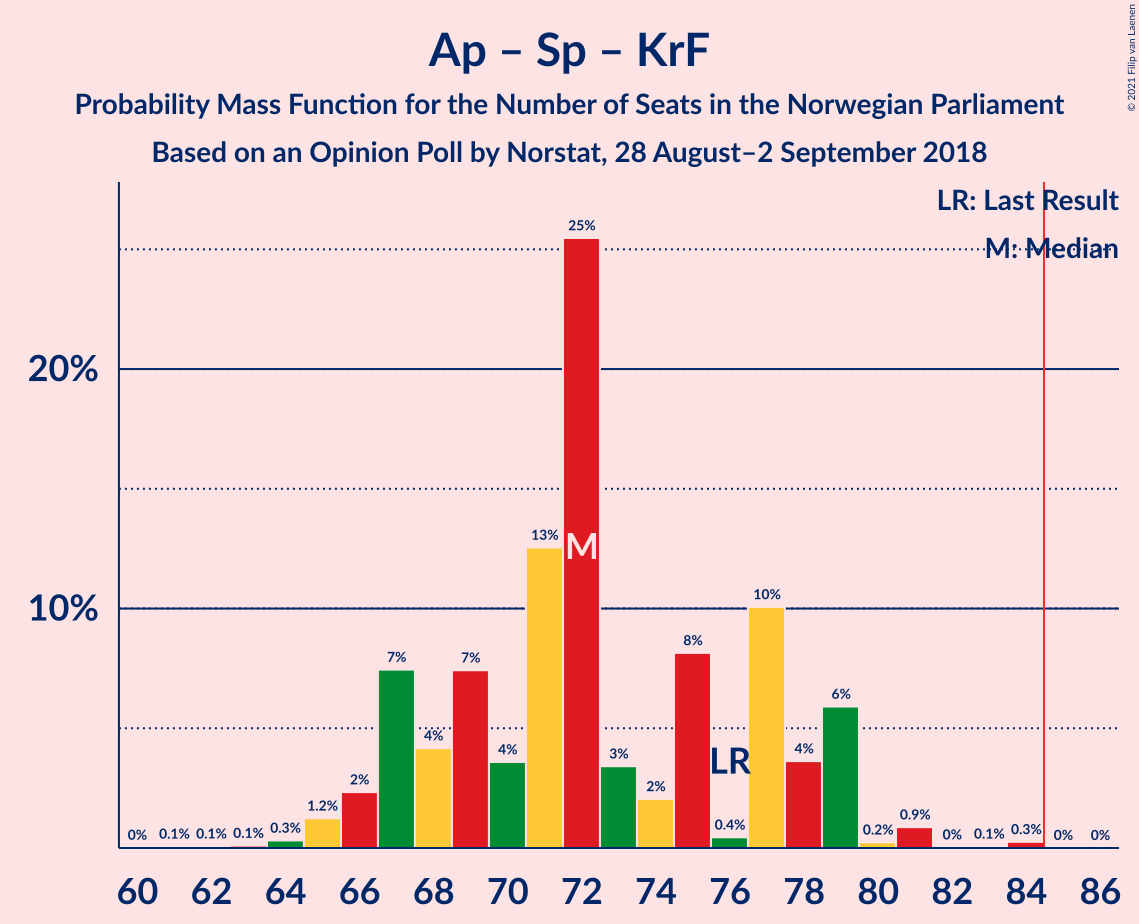 Ap – Sp – KrF
Probability Mass Function for the Number of Seats in the Norwegian Parliament
Based on an Opinion Poll by Norstat, 28 August–2 September 2018
© 2021 Filip van Laenen
LR: Last Result
M: Median
20%
10%
0% 0.1% 0.1% 0.1% 0.3% 1.2% 2% 7% 4% 7% 4% 13% 25% 3% 2% 8% 0.4% 10% 4% 6% 0.2% 0.9% 0% 0.1% 0.3% 0% 0%
M
LR
60 62 64 66 68 70 72 74 76 78 80 82 84 86